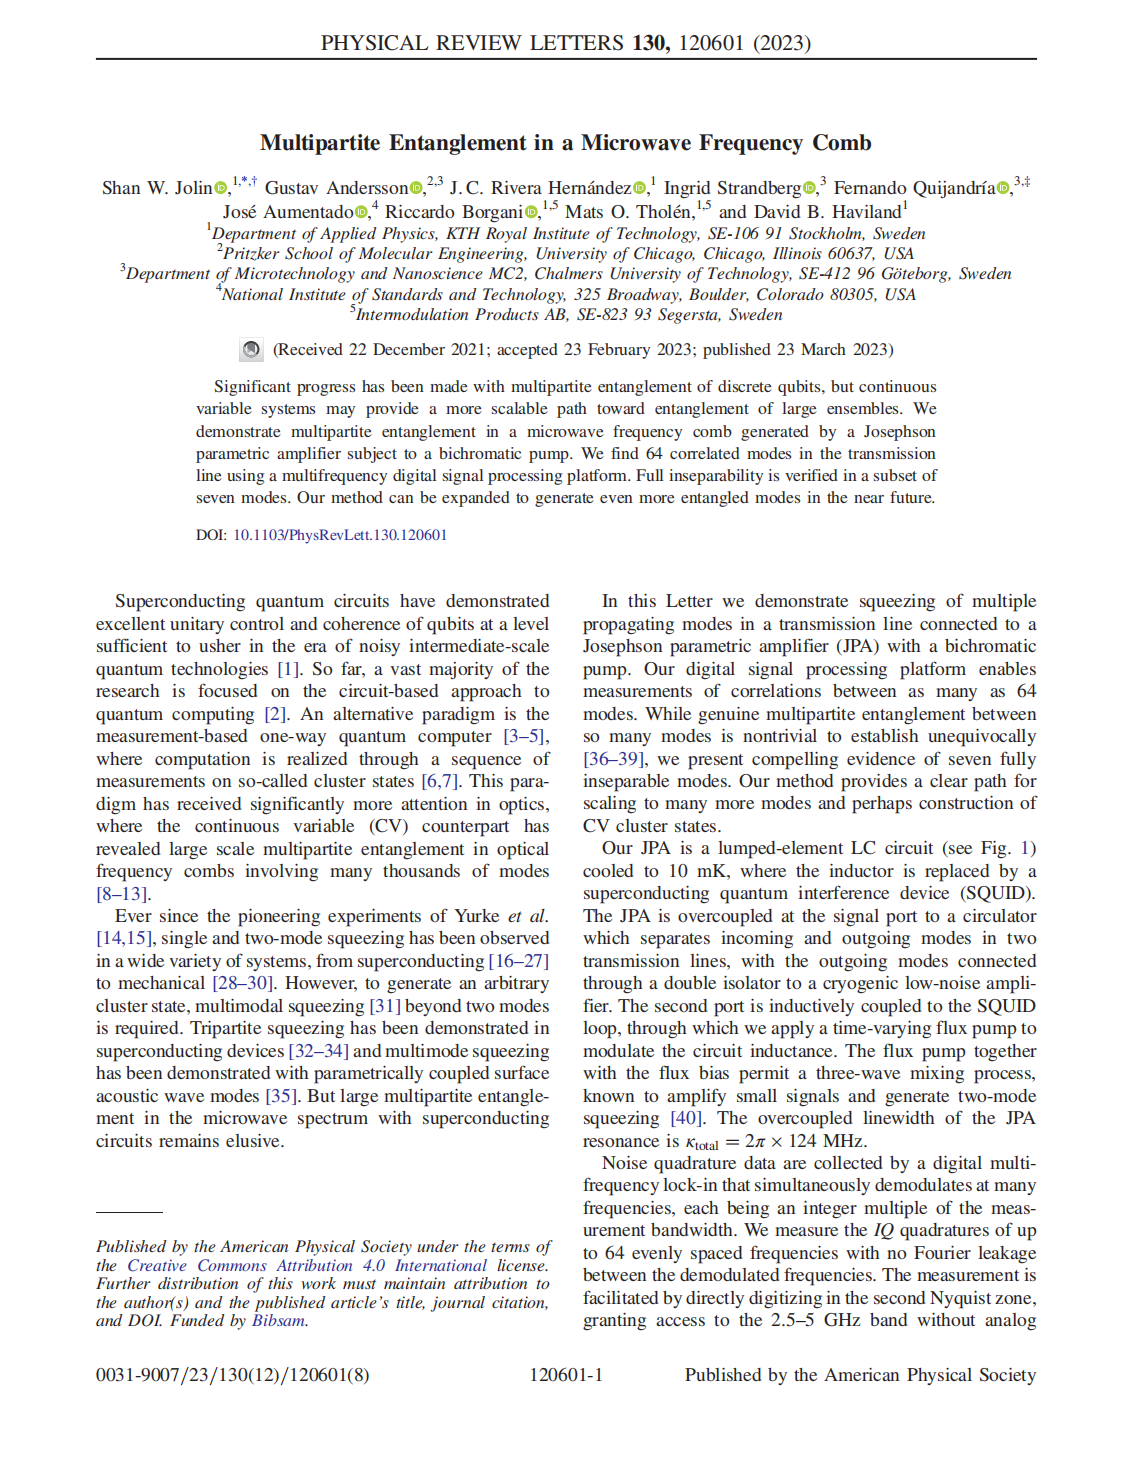 PHYSICAL REVIEW LETTERS 130, 120601 (2023)
Multipartite Entanglement in a Microwave Frequency Comb
Shan W. Jolin,1,*,† Gustav Andersson,2,3 J. C. Rivera Hernández,1 Ingrid Strandberg,3 Fernando Quijandría,3,‡
José Aumentado,4 Riccardo Borgani,1,5 Mats O. Tholén,1,5 and David B. Haviland1
1Department of Applied Physics, KTH Royal Institute of Technology, SE-106 91 Stockholm, Sweden
2Pritzker School of Molecular Engineering, University of Chicago, Chicago, Illinois 60637, USA
3Department of Microtechnology and Nanoscience MC2, Chalmers University of Technology, SE-412 96 Göteborg, Sweden
4National Institute of Standards and Technology, 325 Broadway, Boulder, Colorado 80305, USA
5Intermodulation Products AB, SE-823 93 Segersta, Sweden
(Received 22 December 2021; accepted 23 February 2023; published 23 March 2023)
Significant progress has been made with multipartite entanglement of discrete qubits, but continuous
variable systems may provide a more scalable path toward entanglement of large ensembles. We
demonstrate multipartite entanglement in a microwave frequency comb generated by a Josephson
parametric amplifier subject to a bichromatic pump. We find 64 correlated modes in the transmission
line using a multifrequency digital signal processing platform. Full inseparability is verified in a subset of
seven modes. Our method can be expanded to generate even more entangled modes in the near future.
DOI: 10.1103/PhysRevLett.130.120601
Superconducting quantum circuits have demonstrated
excellent unitary control and coherence of qubits at a level
sufficient to usher in the era of noisy intermediate-scale
quantum technologies [1]. So far, a vast majority of the
research is focused on the circuit-based approach to
quantum computing [2]. An alternative paradigm is the
measurement-based one-way quantum computer [3–5],
where computation is realized through a sequence of
measurements on so-called cluster states [6,7]. This para-
digm has received significantly more attention in optics,
where the continuous variable (CV) counterpart has
revealed large scale multipartite entanglement in optical
frequency combs involving many thousands of modes
[8–13].
Ever since the pioneering experiments of Yurke et al.
[14,15], single and two-mode squeezing has been observed
in a wide variety of systems, from superconducting [16–27]
to mechanical [28–30]. However, to generate an arbitrary
cluster state, multimodal squeezing [31] beyond two modes
is required. Tripartite squeezing has been demonstrated in
superconducting devices [32–34] and multimode squeezing
has been demonstrated with parametrically coupled surface
acoustic wave modes [35]. But large multipartite entangle-
ment in the microwave spectrum with superconducting
circuits remains elusive.
Published by the American Physical Society under the terms of
the Creative Commons Attribution 4.0 International license.
Further distribution of this work must maintain attribution to
the author(s) and the published article's title, journal citation,
and DOI. Funded by Bibsam.
In this Letter we demonstrate squeezing of multiple
propagating modes in a transmission line connected to a
Josephson parametric amplifier (JPA) with a bichromatic
pump. Our digital signal processing platform enables
measurements of correlations between as many as 64
modes. While genuine multipartite entanglement between
so many modes is nontrivial to establish unequivocally
[36–39], we present compelling evidence of seven fully
inseparable modes. Our method provides a clear path for
scaling to many more modes and perhaps construction of
CV cluster states.
Our JPA is a lumped-element LC circuit (see Fig. 1)
cooled to 10 mK, where the inductor is replaced by a
superconducting quantum interference device (SQUID).
The JPA is overcoupled at the signal port to a circulator
which separates incoming and outgoing modes in two
transmission lines, with the outgoing modes connected
through a double isolator to a cryogenic low-noise ampli-
fier. The second port is inductively coupled to the SQUID
loop, through which we apply a time-varying flux pump to
modulate the circuit inductance. The flux pump together
with the flux bias permit a three-wave mixing process,
known to amplify small signals and generate two-mode
squeezing [40]. The overcoupled linewidth of the JPA
resonance is κtotal = 2π × 124 MHz.
Noise quadrature data are collected by a digital multi-
frequency lock-in that simultaneously demodulates at many
frequencies, each being an integer multiple of the meas-
urement bandwidth. We measure the IQ quadratures of up
to 64 evenly spaced frequencies with no Fourier leakage
between the demodulated frequencies. The measurement is
facilitated by directly digitizing in the second Nyquist zone,
granting access to the 2.5–5 GHz band without analog
0031-9007/23/130(12)/120601(8)
120601-1
Published by the American Physical Society